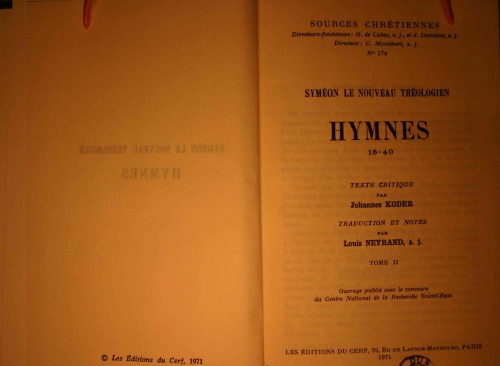 © Les Éditions du Cerf, 1971
SOURCES CHRÉTIENNES
Directeurs-fondateurs : H. de Lubac, s. j., et J. Daniélou, s. j.
Directeur : C. Mondésert, s. j.
No 174
SYMÉON LE NOUVEAU THÉOLOGIEN
HYMNES
16-40
TEXTE CRITIQUE
PAR
Johannes KODER
TRADUCTION ET NOTES
PAR
Louis NEYRAND, s. j.
TOME II
Ouvrage publié avec le concours
du Centre National de la Recherche Scientifique
LES ÉDITIONS DU CERF, 29, BD DE LATOUR-MAUBOURG, PARIS
1971